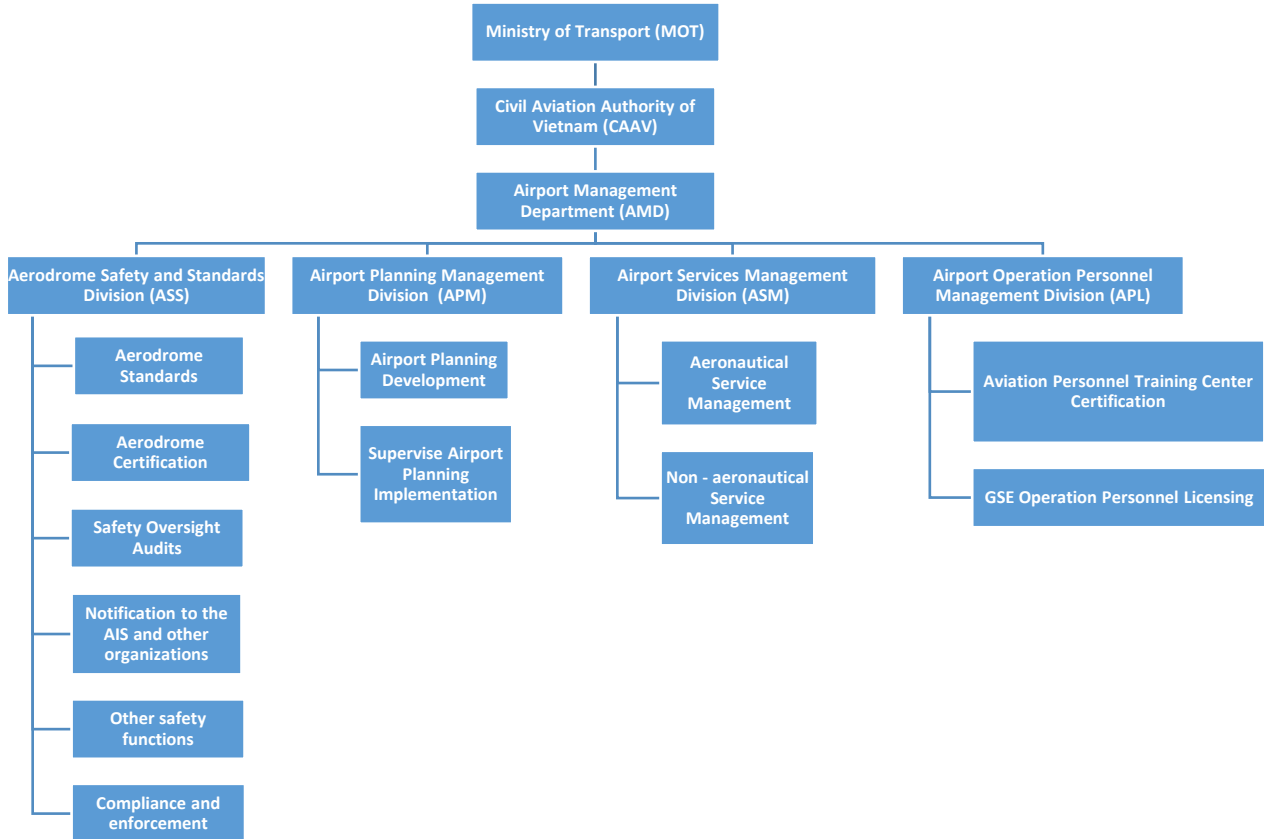 Ministry of Transport (MOT)
Civil Aviation Authority of
Vietnam (CAAV)
Airport Management
Department (AMD)
Aerodrome Safety and Standards
Division (ASS)
Aerodrome
Standards
Aerodrome
Certification
Safety Oversight
Audits
Notification to the
AIS and other
organizations
Other safety
functions
Compliance and
enforcement
Airport Planning Management
Division (APM)
Airport Planning
Development
Supervise Airport
Planning
Implementation
Airport Services Management
Division (ASM)
Aeronautical
Service
Management
Non - aeronautical
Service
Management
Airport Operation Personnel
Management Division (APL)
Aviation Personnel Training Center
Certification
GSE Operation Personnel Licensing